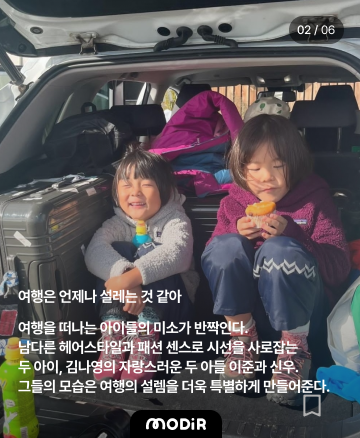 02 / 06
여행은 언제나 설레는 것 같아
여행을 떠나는 아이들의 미소가 반짝인다.
남다른 헤어스타일과 패션 센스로 시선을 사로잡는
두 아이, 김나영의 자랑스러운 두 아들 이준과 신우.
그들의 모습은 여행의 설렘을 더욱 특별하게 만들어준다.
MODiR